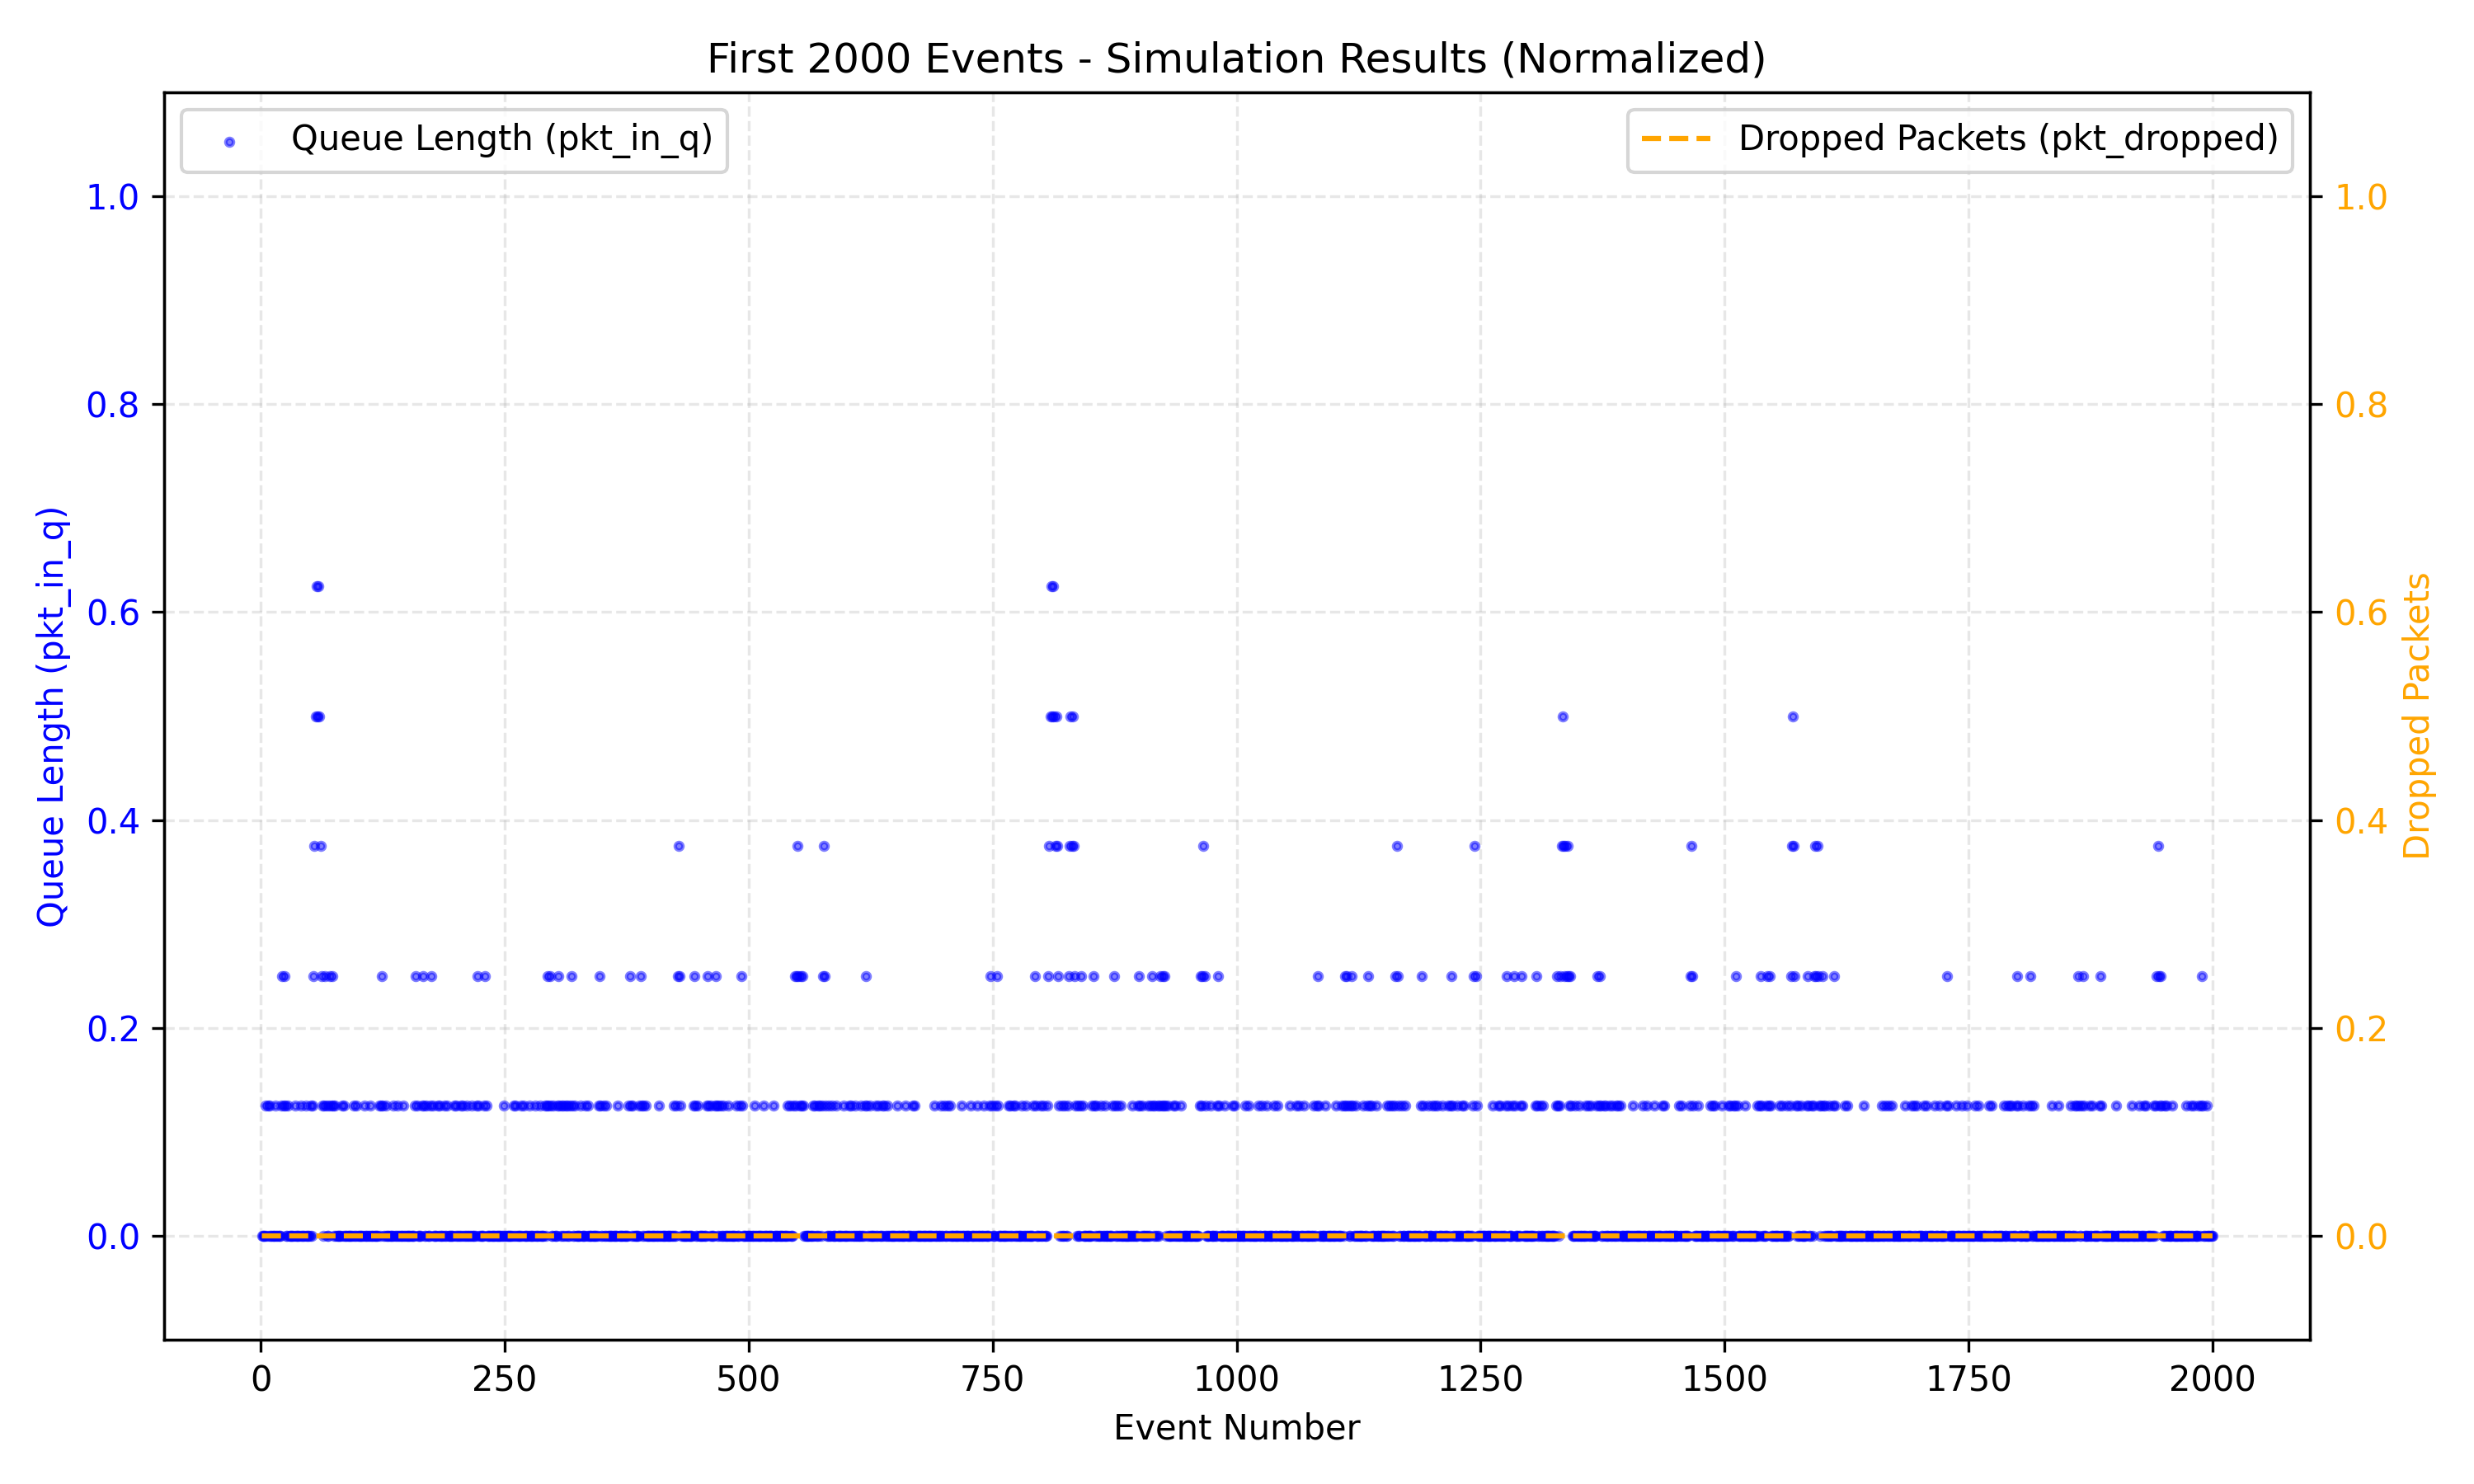 First 2000 Events - Simulation Results (Normalized)
Queue Length (pkt_in_q)
Dropped Packets (pkt_dropped)
Queue Length (pkt_in_q)
1.0
0.8
0.6
0.4
0.2
0.0
1.0
0.8
0.6
0.4
0.2
0.0
Dropped Packets
0 250 500 750 1000 1250 1500 1750 2000
Event Number